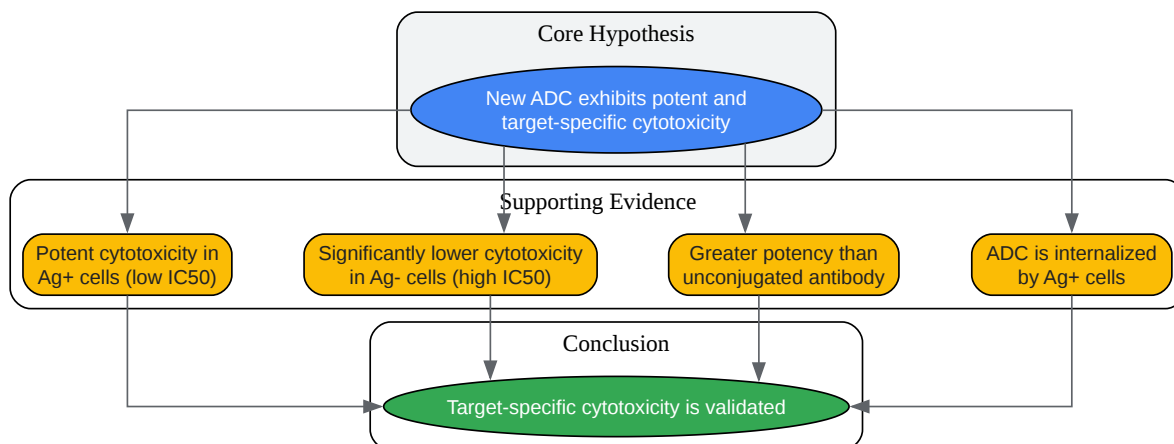 Core Hypothesis
New ADC exhibits potent and
target-specific cytotoxicity
Supporting Evidence
Potent cytotoxicity in
Ag+ cells (low IC50)
Significantly lower cytotoxicity
in Ag- cells (high IC50)
Greater potency than
unconjugated antibody
ADC is internalized
by Ag+ cells
Conclusion
Target-specific cytotoxicity is validated